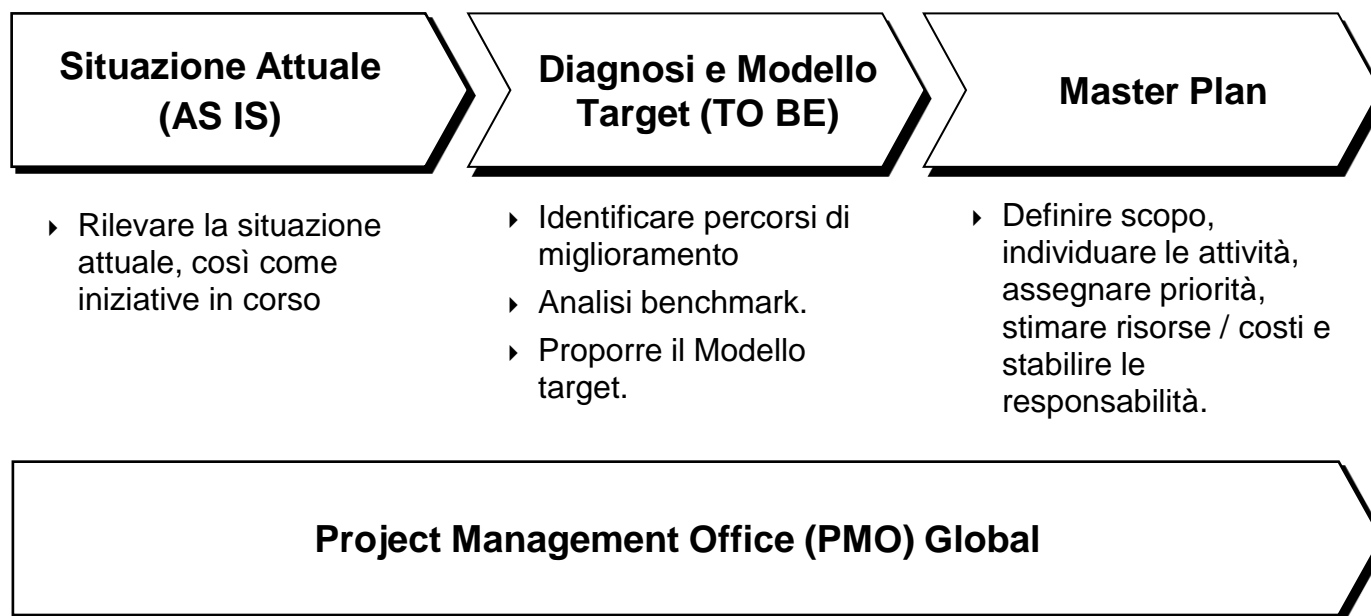 Situazione Attuale
(AS IS)
Diagnosi e Modello
Target (TO BE)
Master Plan
‣ Rilevare la situazione
attuale, così come
iniziative in corso
‣ Identificare percorsi di
miglioramento
‣ Analisi benchmark.
‣ Proporre il Modello
target.
‣ Definire scopo,
individuare le attività,
assegnare priorità,
stimare risorse / costi e
stabilire le
responsabilità.
Project Management Office (PMO) Global